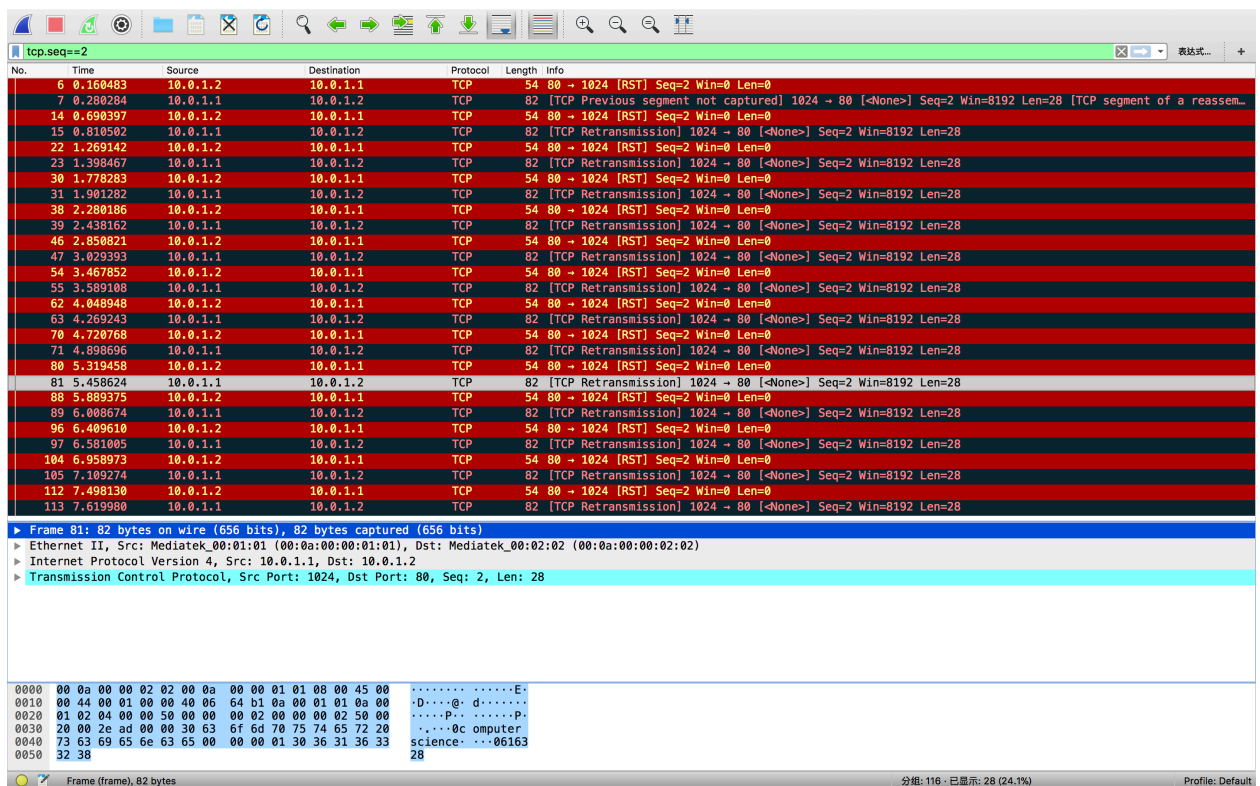 tcp.seq==2 表达式… +
No. Time Source Destination Protocol Length Info
6 0.160483 10.0.1.2 10.0.1.1 TCP 54 80 → 1024 [RST] Seq=2 Win=0 Len=0
7 0.280284 10.0.1.1 10.0.1.2 TCP 82 [TCP Previous segment not captured] 1024 → 80 [<None>] Seq=2 Win=8192 Len=28 [TCP segment of a reassem…
14 0.690397 10.0.1.2 10.0.1.1 TCP 54 80 → 1024 [RST] Seq=2 Win=0 Len=0
15 0.810502 10.0.1.1 10.0.1.2 TCP 82 [TCP Retransmission] 1024 → 80 [<None>] Seq=2 Win=8192 Len=28
22 1.269142 10.0.1.2 10.0.1.1 TCP 54 80 → 1024 [RST] Seq=2 Win=0 Len=0
23 1.398467 10.0.1.1 10.0.1.2 TCP 82 [TCP Retransmission] 1024 → 80 [<None>] Seq=2 Win=8192 Len=28
30 1.778283 10.0.1.2 10.0.1.1 TCP 54 80 → 1024 [RST] Seq=2 Win=0 Len=0
31 1.901282 10.0.1.1 10.0.1.2 TCP 82 [TCP Retransmission] 1024 → 80 [<None>] Seq=2 Win=8192 Len=28
38 2.280186 10.0.1.2 10.0.1.1 TCP 54 80 → 1024 [RST] Seq=2 Win=0 Len=0
39 2.438162 10.0.1.1 10.0.1.2 TCP 82 [TCP Retransmission] 1024 → 80 [<None>] Seq=2 Win=8192 Len=28
46 2.850821 10.0.1.2 10.0.1.1 TCP 54 80 → 1024 [RST] Seq=2 Win=0 Len=0
47 3.029393 10.0.1.1 10.0.1.2 TCP 82 [TCP Retransmission] 1024 → 80 [<None>] Seq=2 Win=8192 Len=28
54 3.467852 10.0.1.2 10.0.1.1 TCP 54 80 → 1024 [RST] Seq=2 Win=0 Len=0
55 3.589108 10.0.1.1 10.0.1.2 TCP 82 [TCP Retransmission] 1024 → 80 [<None>] Seq=2 Win=8192 Len=28
62 4.048948 10.0.1.2 10.0.1.1 TCP 54 80 → 1024 [RST] Seq=2 Win=0 Len=0
63 4.269243 10.0.1.1 10.0.1.2 TCP 82 [TCP Retransmission] 1024 → 80 [<None>] Seq=2 Win=8192 Len=28
70 4.720768 10.0.1.2 10.0.1.1 TCP 54 80 → 1024 [RST] Seq=2 Win=0 Len=0
71 4.898696 10.0.1.1 10.0.1.2 TCP 82 [TCP Retransmission] 1024 → 80 [<None>] Seq=2 Win=8192 Len=28
80 5.319458 10.0.1.2 10.0.1.1 TCP 54 80 → 1024 [RST] Seq=2 Win=0 Len=0
81 5.458624 10.0.1.1 10.0.1.2 TCP 82 [TCP Retransmission] 1024 → 80 [<None>] Seq=2 Win=8192 Len=28
88 5.889375 10.0.1.2 10.0.1.1 TCP 54 80 → 1024 [RST] Seq=2 Win=0 Len=0
89 6.008674 10.0.1.1 10.0.1.2 TCP 82 [TCP Retransmission] 1024 → 80 [<None>] Seq=2 Win=8192 Len=28
96 6.409610 10.0.1.2 10.0.1.1 TCP 54 80 → 1024 [RST] Seq=2 Win=0 Len=0
97 6.581005 10.0.1.1 10.0.1.2 TCP 82 [TCP Retransmission] 1024 → 80 [<None>] Seq=2 Win=8192 Len=28
104 6.958973 10.0.1.2 10.0.1.1 TCP 54 80 → 1024 [RST] Seq=2 Win=0 Len=0
105 7.109274 10.0.1.1 10.0.1.2 TCP 82 [TCP Retransmission] 1024 → 80 [<None>] Seq=2 Win=8192 Len=28
112 7.498130 10.0.1.2 10.0.1.1 TCP 54 80 → 1024 [RST] Seq=2 Win=0 Len=0
113 7.619980 10.0.1.1 10.0.1.2 TCP 82 [TCP Retransmission] 1024 → 80 [<None>] Seq=2 Win=8192 Len=28
Frame 81: 82 bytes on wire (656 bits), 82 bytes captured (656 bits)
Ethernet II, Src: Mediatek_00:01:01 (00:0a:00:00:01:01), Dst: Mediatek_00:02:02 (00:0a:00:00:02:02)
Internet Protocol Version 4, Src: 10.0.1.1, Dst: 10.0.1.2
Transmission Control Protocol, Src Port: 1024, Dst Port: 80, Seq: 2, Len: 28
0000 00 0a 00 00 02 02 00 0a 00 00 01 01 08 00 45 00 ········ ······E·
0010 00 44 00 01 00 00 40 06 64 b1 0a 00 01 01 0a 00 ·D····@· d·······
0020 01 02 04 00 00 50 00 00 00 02 00 00 00 02 50 00 ·····P·· ······P·
0030 20 00 2e ad 00 00 30 63 6f 6d 70 75 74 65 72 20  ·.···0c omputer
0040 73 63 69 65 6e 63 65 00 00 00 01 30 36 31 36 33 science· ···06163
0050 32 38 28
Frame (frame), 82 bytes 分组: 116 · 已显示: 28 (24.1%) Profile: Default